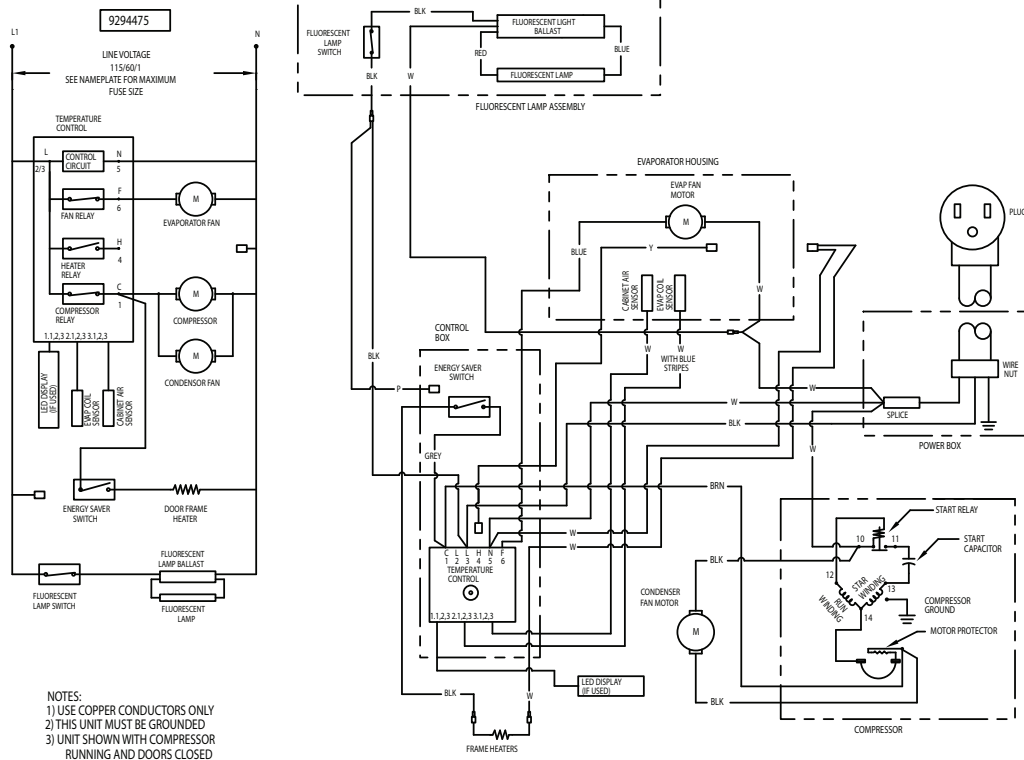 9294475
L1
N
LINE VOLTAGE
115/60/1
SEE NAMEPLATE FOR MAXIMUM
FUSE SIZE
TEMPERATURE
CONTROL
L
2/3
CONTROL
CIRCUIT
N
5
F
6
FAN RELAY
M
EVAPORATOR FAN
H
4
HEATER
RELAY
C
1
COMPRESSOR
RELAY
M
COMPRESSOR
1.1,2,3 2.1,2,3 3.1,2,3
M
CONDENSOR FAN
LED DISPLAY
(IF USED)
EVAP COIL
SENSOR
CABINET AIR
SENSOR
ENERGY SAVER
SWITCH
DOOR FRAME
HEATER
FLUORESCENT
LAMP BALLAST
FLUORESCENT
LAMP SWITCH
FLUORESCENT
LAMP
NOTES:
1) USE COPPER CONDUCTORS ONLY
2) THIS UNIT MUST BE GROUNDED
3) UNIT SHOWN WITH COMPRESSOR
RUNNING AND DOORS CLOSED
FLUORESCENT
LAMP
SWITCH
BLK
FLUORESCENT LIGHT
BALLAST
RED
BLUE
BLK
W
FLUORESCENT LAMP
FLUORESCENT LAMP ASSEMBLY
EVAPORATOR HOUSING
EVAP FAN
MOTOR
M
BLUE
Y
CABINET AIR
SENSOR
EVAP COIL
SENSOR
W
W
W
WITH BLUE
STRIPES
PLUG
WIRE
NUT
SPLICE
POWER BOX
CONTROL
BOX
BLK
P
ENERGY SAVER
SWITCH
GREY
W
W
BLK
W
BRN
W
W
C L L H N F
1 2 3 4 5 6
TEMPERATURE
CONTROL
1.1,2,3 2.1,2,3 3.1,2,3
LED DISPLAY
(IF USED)
BLK
W
FRAME HEATERS
BLK
CONDENSER
FAN MOTOR
M
BLK
START RELAY
10
11
START
CAPACITOR
12
START
WINDING
13
RUN
WINDING
14
COMPRESSOR
GROUND
MOTOR PROTECTOR
COMPRESSOR